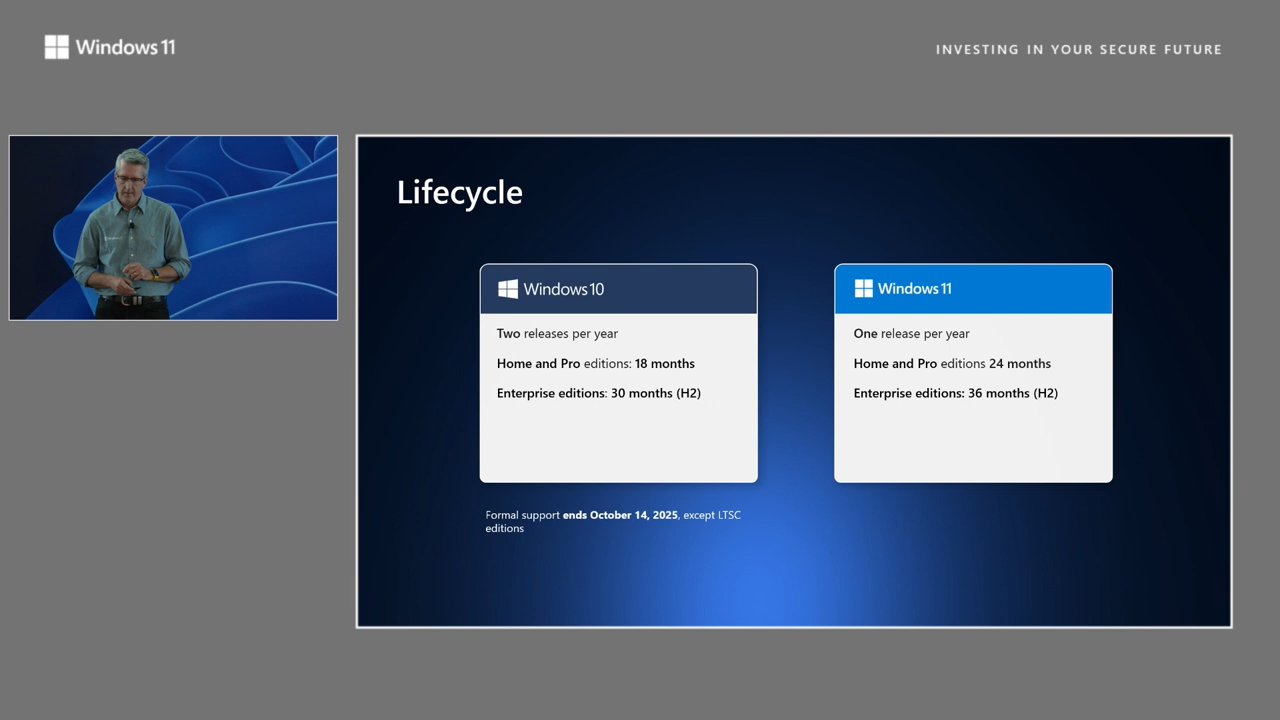 Windows 11
INVESTING IN YOUR SECURE FUTURE
Lifecycle
Windows 10
Two releases per year
Home and Pro editions: 18 months
Enterprise editions: 30 months (H2)
Formal support ends October 14, 2025, except LTSC
editions
Windows 11
One release per year
Home and Pro editions 24 months
Enterprise editions: 36 months (H2)